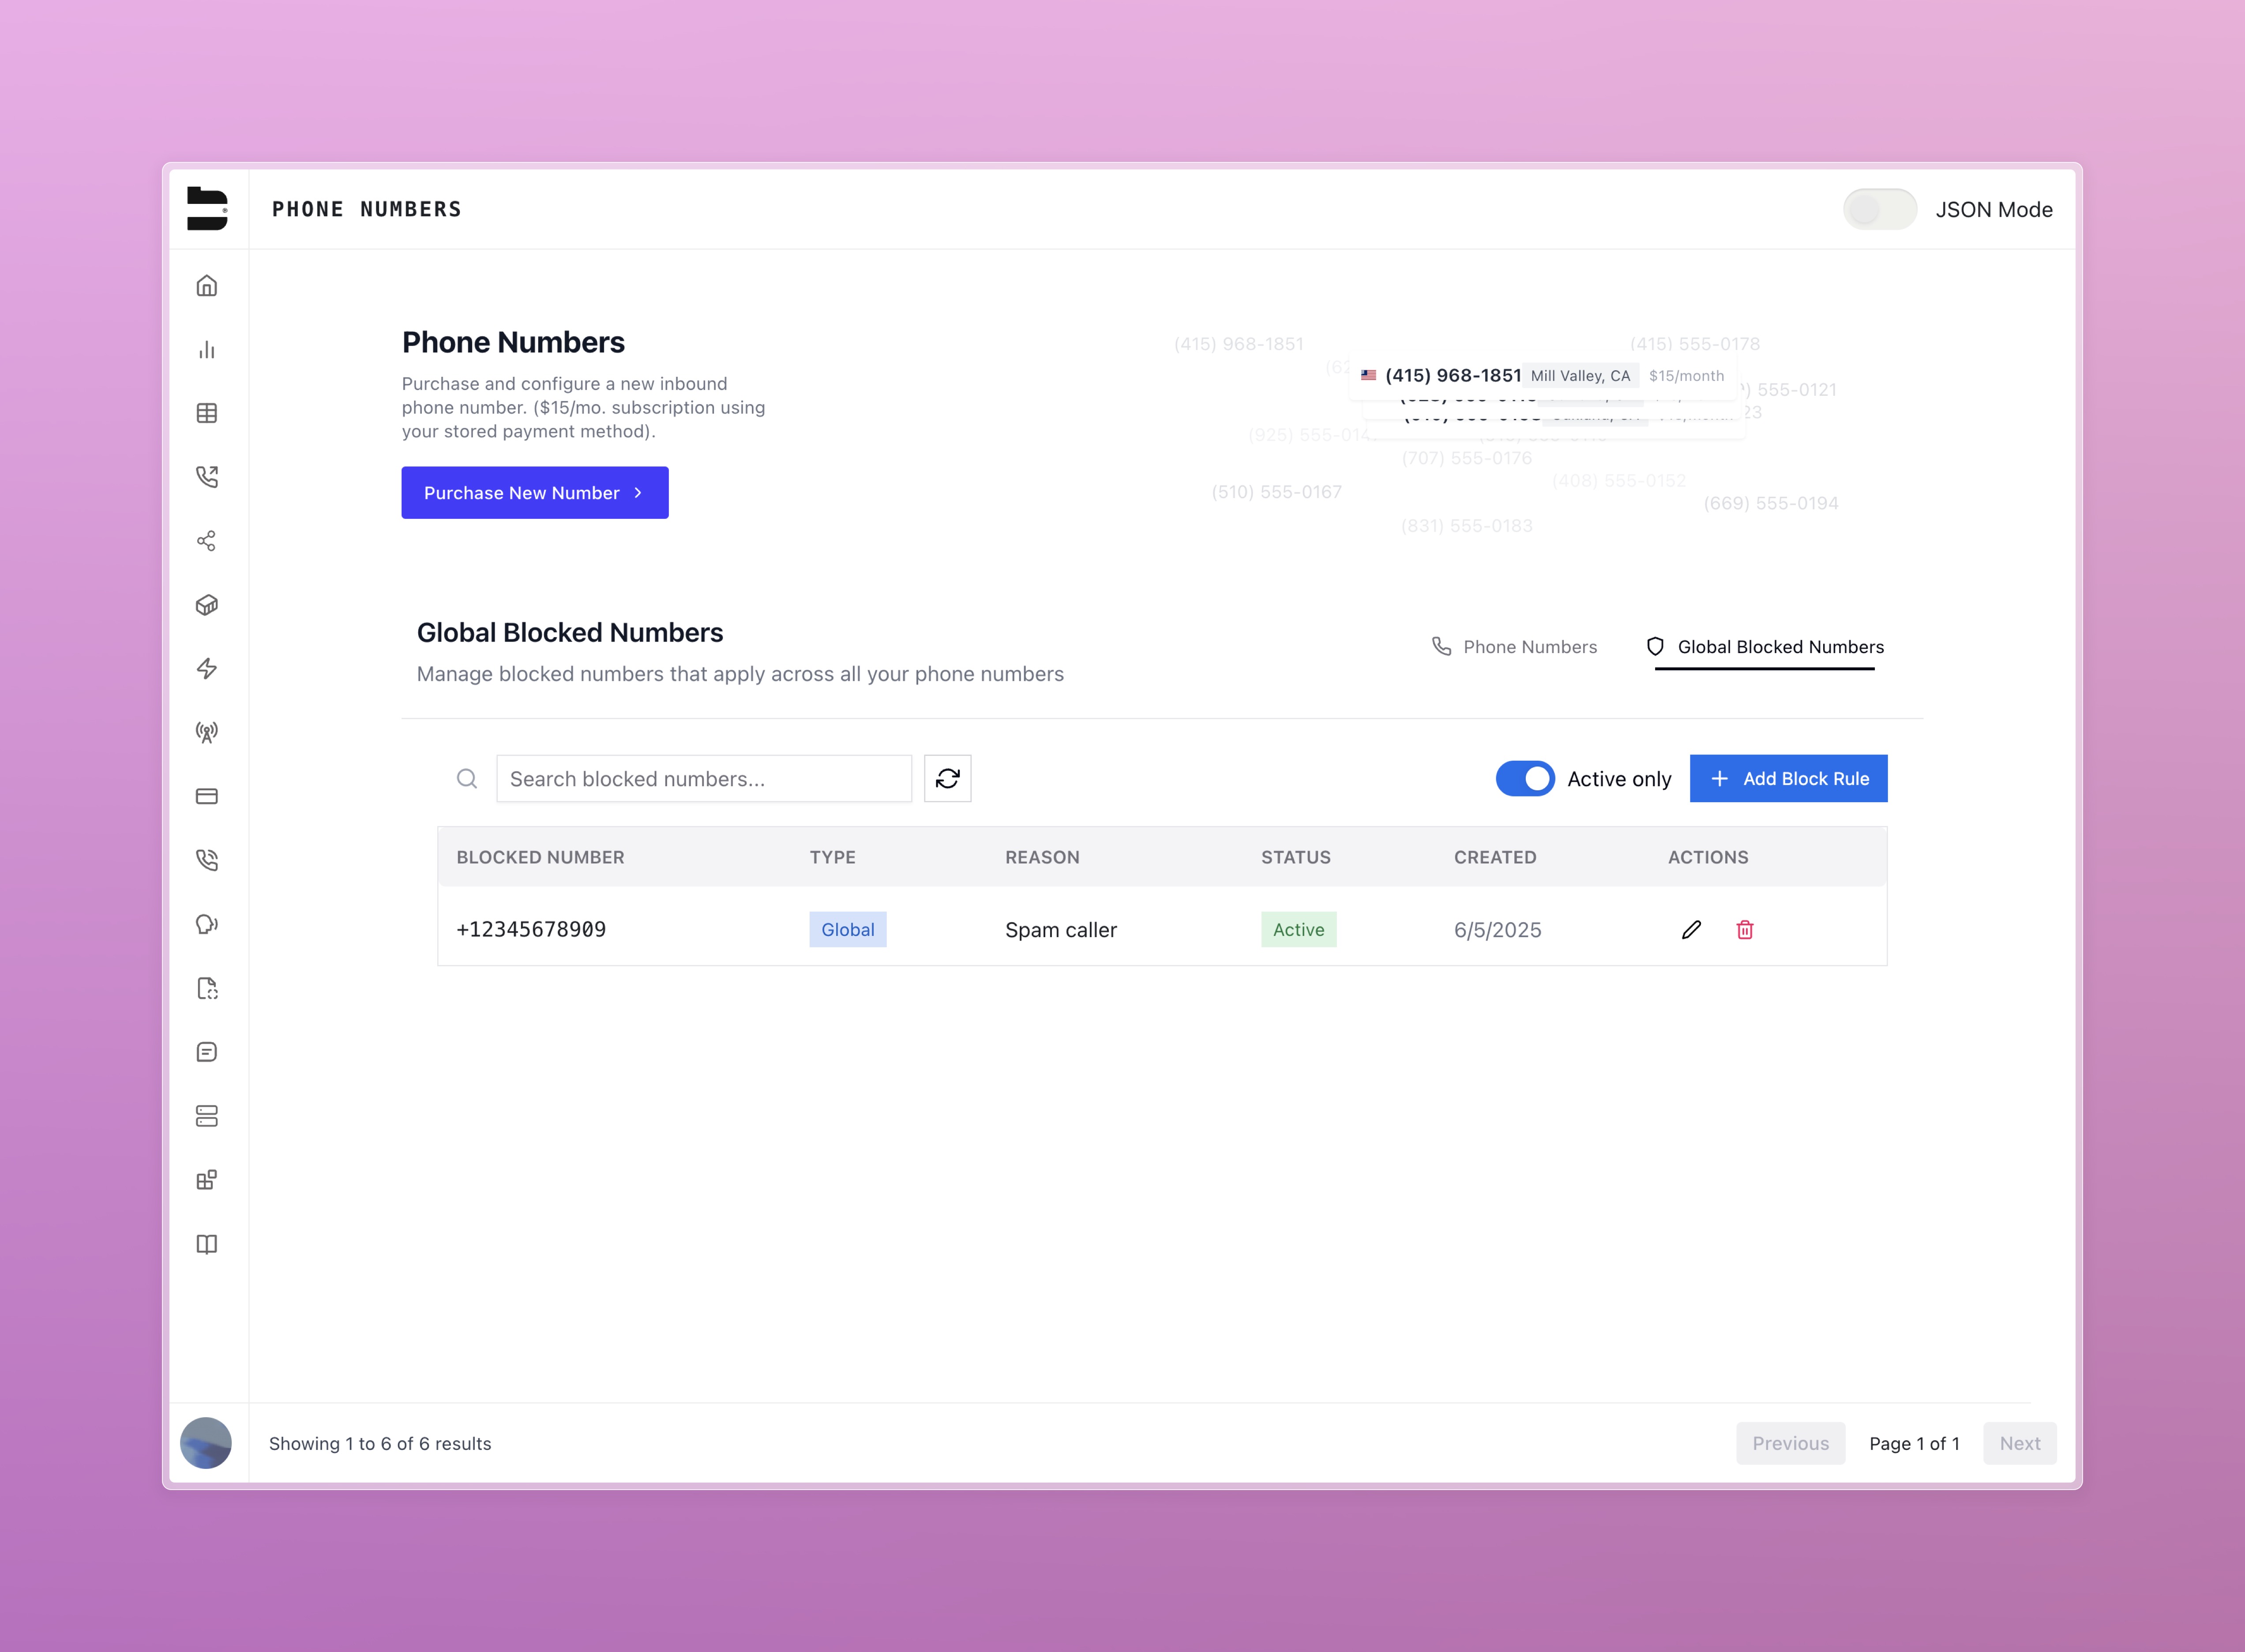 PHONE NUMBERS
JSON Mode
Phone Numbers
Purchase and configure a new inbound
phone number. ($15/mo. subscription using
your stored payment method).
Purchase New Number
(415) 968-1851
(415) 555-0178
(415) 968-1851 Mill Valley, CA $15/month
555-0121
(925) 555-014
(707) 555-0176
(408) 555-0152
(510) 555-0167
(669) 555-0194
(831) 555-0183
Global Blocked Numbers
Manage blocked numbers that apply across all your phone numbers
Phone Numbers
Global Blocked Numbers
Search blocked numbers...
Active only
Add Block Rule
BLOCKED NUMBER TYPE REASON STATUS CREATED ACTIONS
+12345678909 Global Spam caller Active 6/5/2025
Showing 1 to 6 of 6 results
Previous
Page 1 of 1
Next